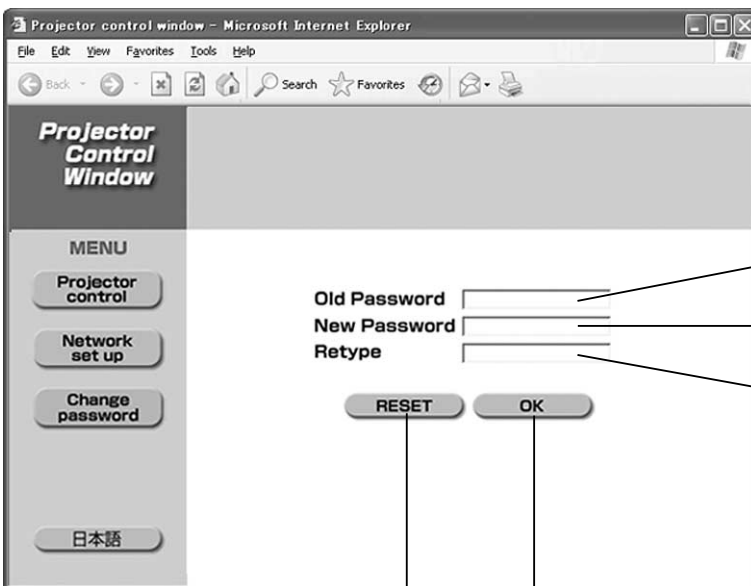 Projector control window - Microsoft Internet Explorer
File Edit View Favorites Tools Help
Back Search Favorites
Projector
Control
Window
MENU
Projector
control
Network
set up
Change
password
日本語
Old Password
New Password
Retype
RESET OK